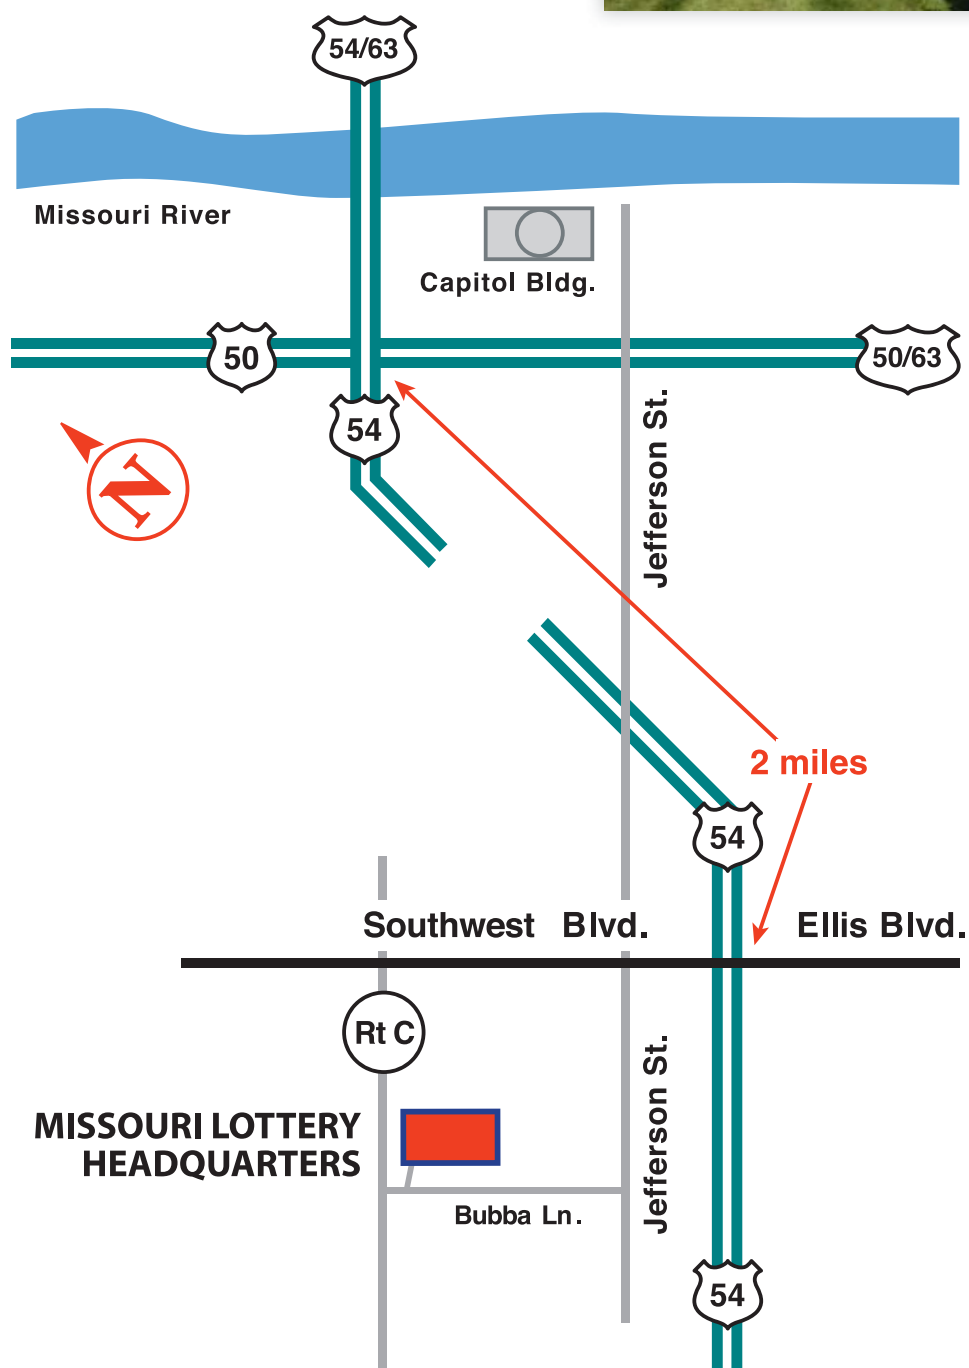 54/63
Missouri River
Capitol Bldg.
50
50/63
54
Jefferson St.
N
2 miles
54
Southwest Blvd.
Ellis Blvd.
Rt C
Jefferson St.
MISSOURI LOTTERY
HEADQUARTERS
Bubba Ln.
54